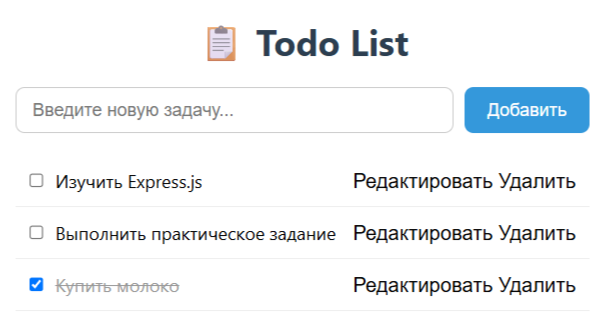 Todo List
Введите новую задачу...
Добавить
Изучить Express.js Редактировать Удалить
Выполнить практическое задание Редактировать Удалить
Купить молоко Редактировать Удалить